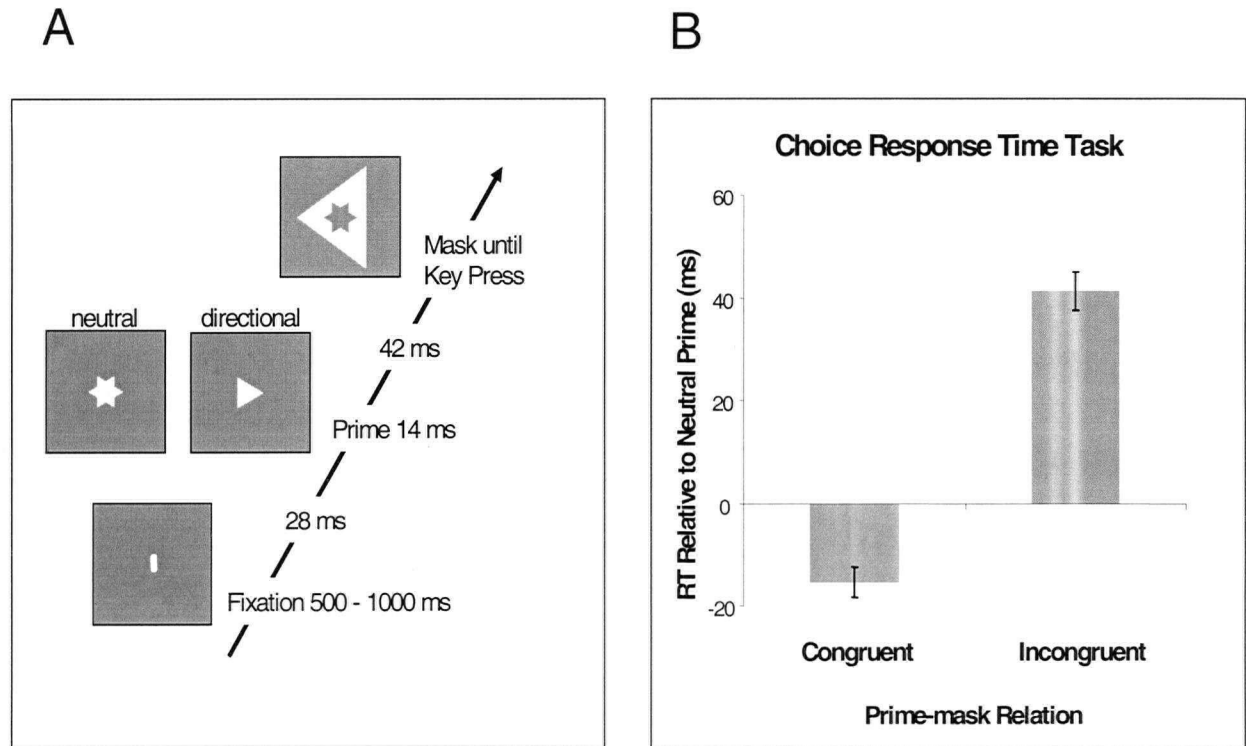 A
B
Mask until
Key Press
neutral
directional
42 ms
Prime 14 ms
28 ms
Fixation 500 - 1000 ms
Choice Response Time Task
RT Relative to Neutral Prime (ms)
60
40
20
0
-20
Congruent
Incongruent
Prime-mask Relation